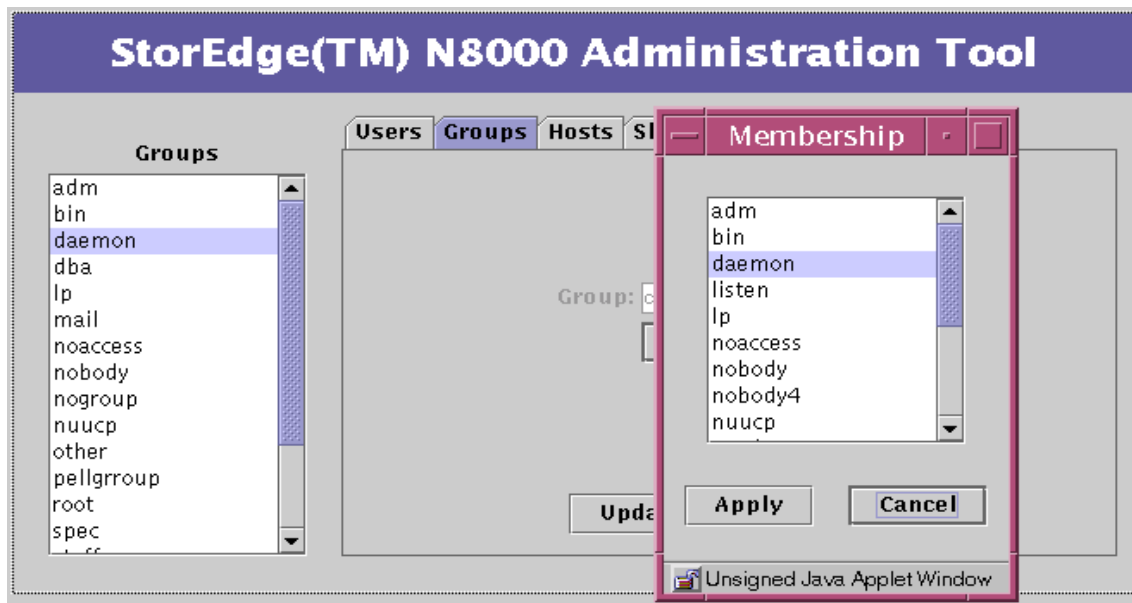 StorEdge(TM) N8000 Administration Tool
Groups
adm
bin
daemon
dba
lp
mail
noaccess
nobody
nogroup
nuucp
other
pellgrroup
root
spec
Users
Groups
Hosts
Group:
Membership
adm
bin
daemon
listen
lp
noaccess
nobody
nobody4
nuucp
Apply
Cancel
Unsigned Java Applet Window